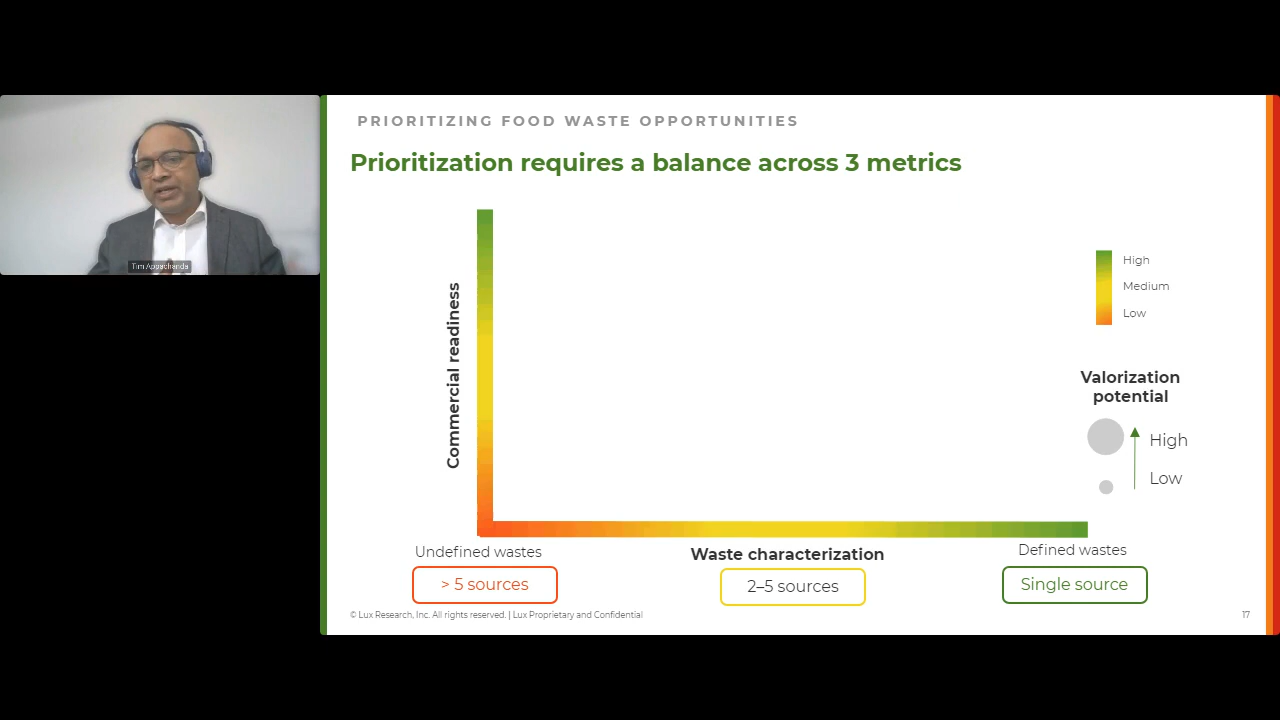 PRIORITIZING FOOD WASTE OPPORTUNITIES
Prioritization requires a balance across 3 metrics
Tim Appachanda
Commercial readiness
High
Medium
Low
Valorization
potential
High
Low
Undefined wastes
> 5 sources
Waste characterization
2–5 sources
Defined wastes
Single source
© Lux Research, Inc. All rights reserved. | Lux Proprietary and Confidential
17